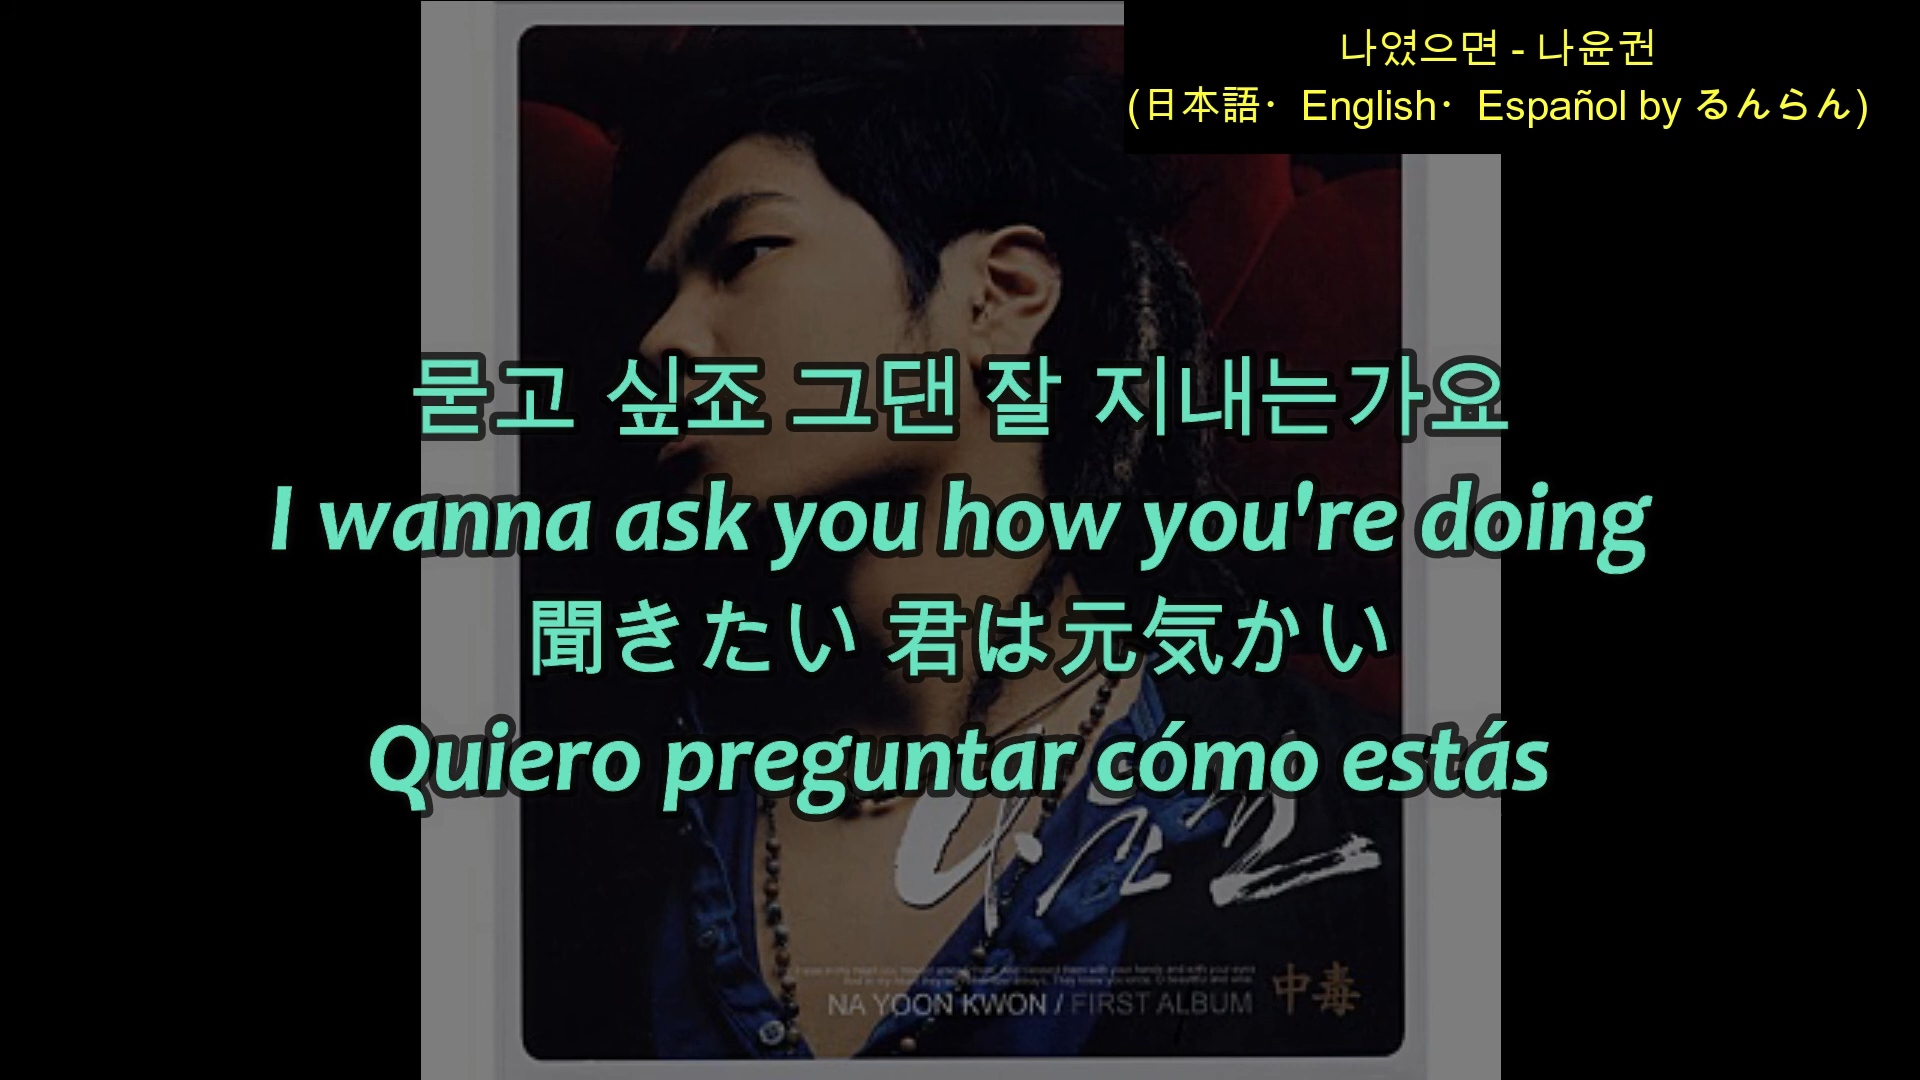 나였으면 - 나윤권
(日本語・English・Español by るんらん)
묻고 싶죠 그댄 잘 지내는가요
I wanna ask you how you're doing
聞きたい 君は元気かい
Quiero preguntar cómo estás
나윤권
NA YOON KWON / FIRST ALBUM
中毒